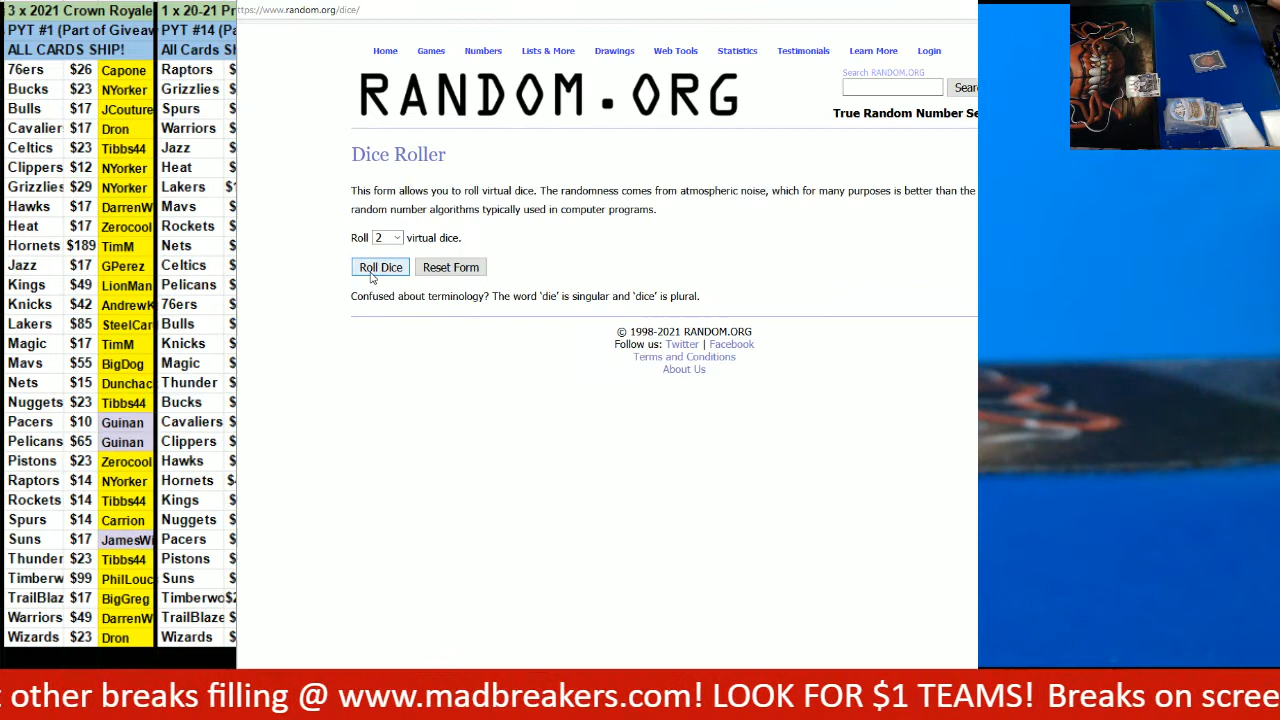 3 x 2021 Crown Royale
PYT #1 (Part of Giveaw
ALL CARDS SHIP!
76ers $26 Capone
Bucks $23 NYorker
Bulls $17 JCouture
Cavalier $17 Dron
Celtics $23 Tibbs44
Clippers $12 NYorker
Grizzlies $29 NYorker
Hawks $17 DarrenW
Heat $17 Zerocool
Hornets $189 TimM
Jazz $17 GPerez
Kings $49 LionMan
Knicks $42 AndrewK
Lakers $85 SteelCar
Magic $17 TimM
Mavs $55 BigDog
Nets $15 Dunchac
Nuggets $23 Tibbs44
Pacers $10 Guinan
Pelicans $65 Guinan
Pistons $23 Zerocool
Raptors $14 NYorker
Rockets $14 Tibbs44
Spurs $14 Carrion
Suns $17 JamesWi
Thunder $23 Tibbs44
Timberw $99 PhilLouc
TrailBlaz $17 BigGreg
Warriors $49 DarrenW
Wizards $23 Dron
1 x 20-21 Pr
PYT #14 (Par
All Cards Sh
Raptors $
Grizzlies $
Spurs $
Warriors $
Jazz $
Heat $
Lakers $1
Mavs $
Rockets $
Nets $
Celtics $
Pelicans $
76ers $
Bulls $
Knicks $
Magic $
Thunder $
Bucks $
Cavaliers $
Clippers $
Hawks $
Hornets $4
Kings $
Nuggets $
Pacers $
Pistons $
Suns $
Timberwo $2
TrailBlaze $
Wizards $
ttps://www.random.org/dice/
Home Games Numbers Lists & More Drawings Web Tools Statistics Testimonials Learn More Login
RANDOM.ORG
Search RANDOM.ORG
Searc
True Random Number Se
Dice Roller
This form allows you to roll virtual dice. The randomness comes from atmospheric noise, which for many purposes is better than the
random number algorithms typically used in computer programs.
Roll 2 virtual dice.
Roll Dice Reset Form
Confused about terminology? The word ‘die’ is singular and ‘dice’ is plural.
© 1998-2021 RANDOM.ORG
Follow us: Twitter | Facebook
Terms and Conditions
About Us
other breaks filling @ www.madbreakers.com! LOOK FOR $1 TEAMS! Breaks on scree